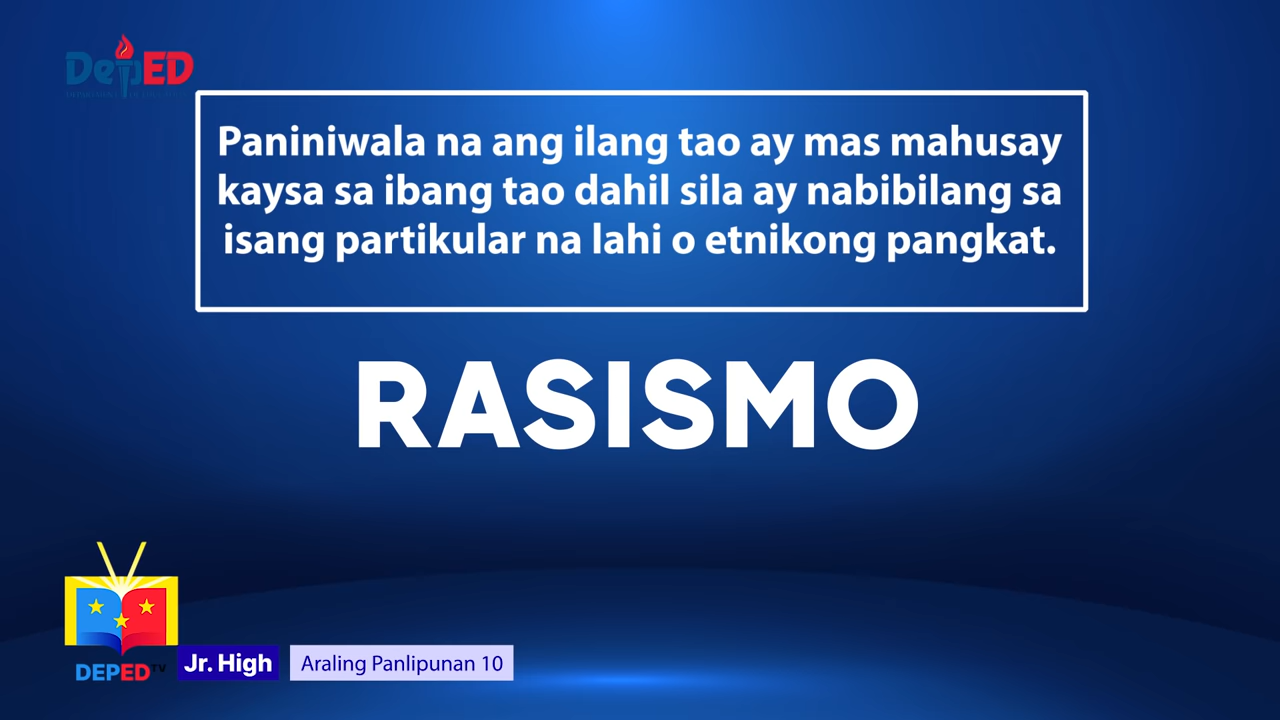 DepED
Paniniwala na ang ilang tao ay mas mahusay
kaysa sa ibang tao dahil sila ay nabibilang sa
isang partikular na lahi o etnikong pangkat.
RASISMO
DEPED TV
Jr. High
Araling Panlipunan 10